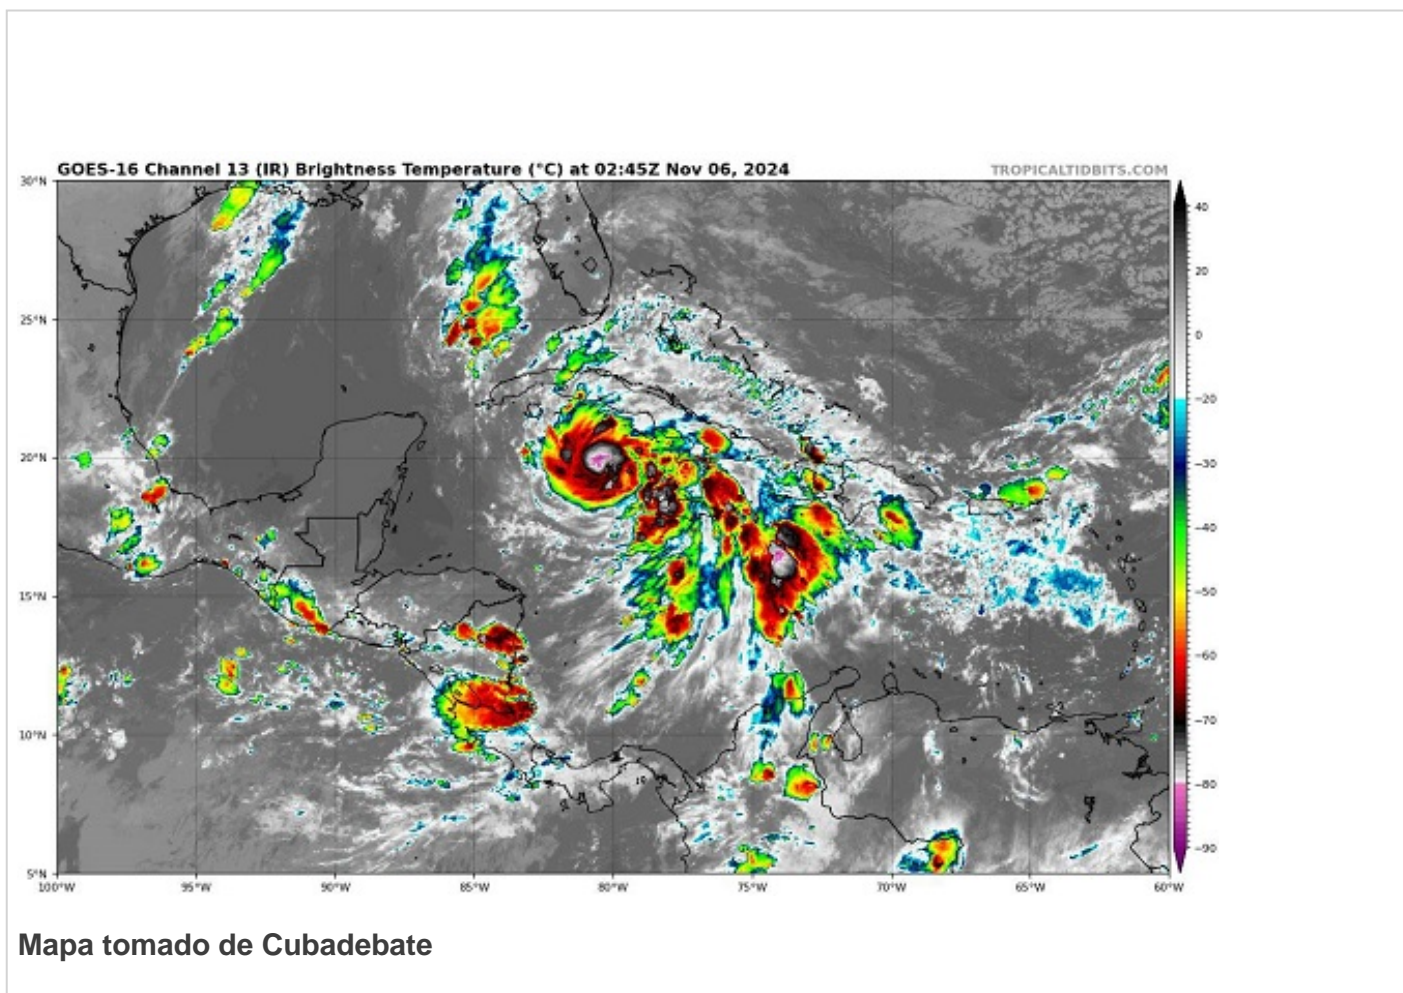 GOES-16 Channel 13 (IR) Brightness Temperature (°C) at 02:45Z Nov 06, 2024
TROPICALTIDBITS.COM
30°N
25°N
20°N
15°N
10°N
5°N
100°W
95°W
90°W
85°W
80°W
75°W
70°W
65°W
60°W
40
20
0
-20
-30
-40
-50
-60
-70
-80
-90
Mapa tomado de Cubadebate